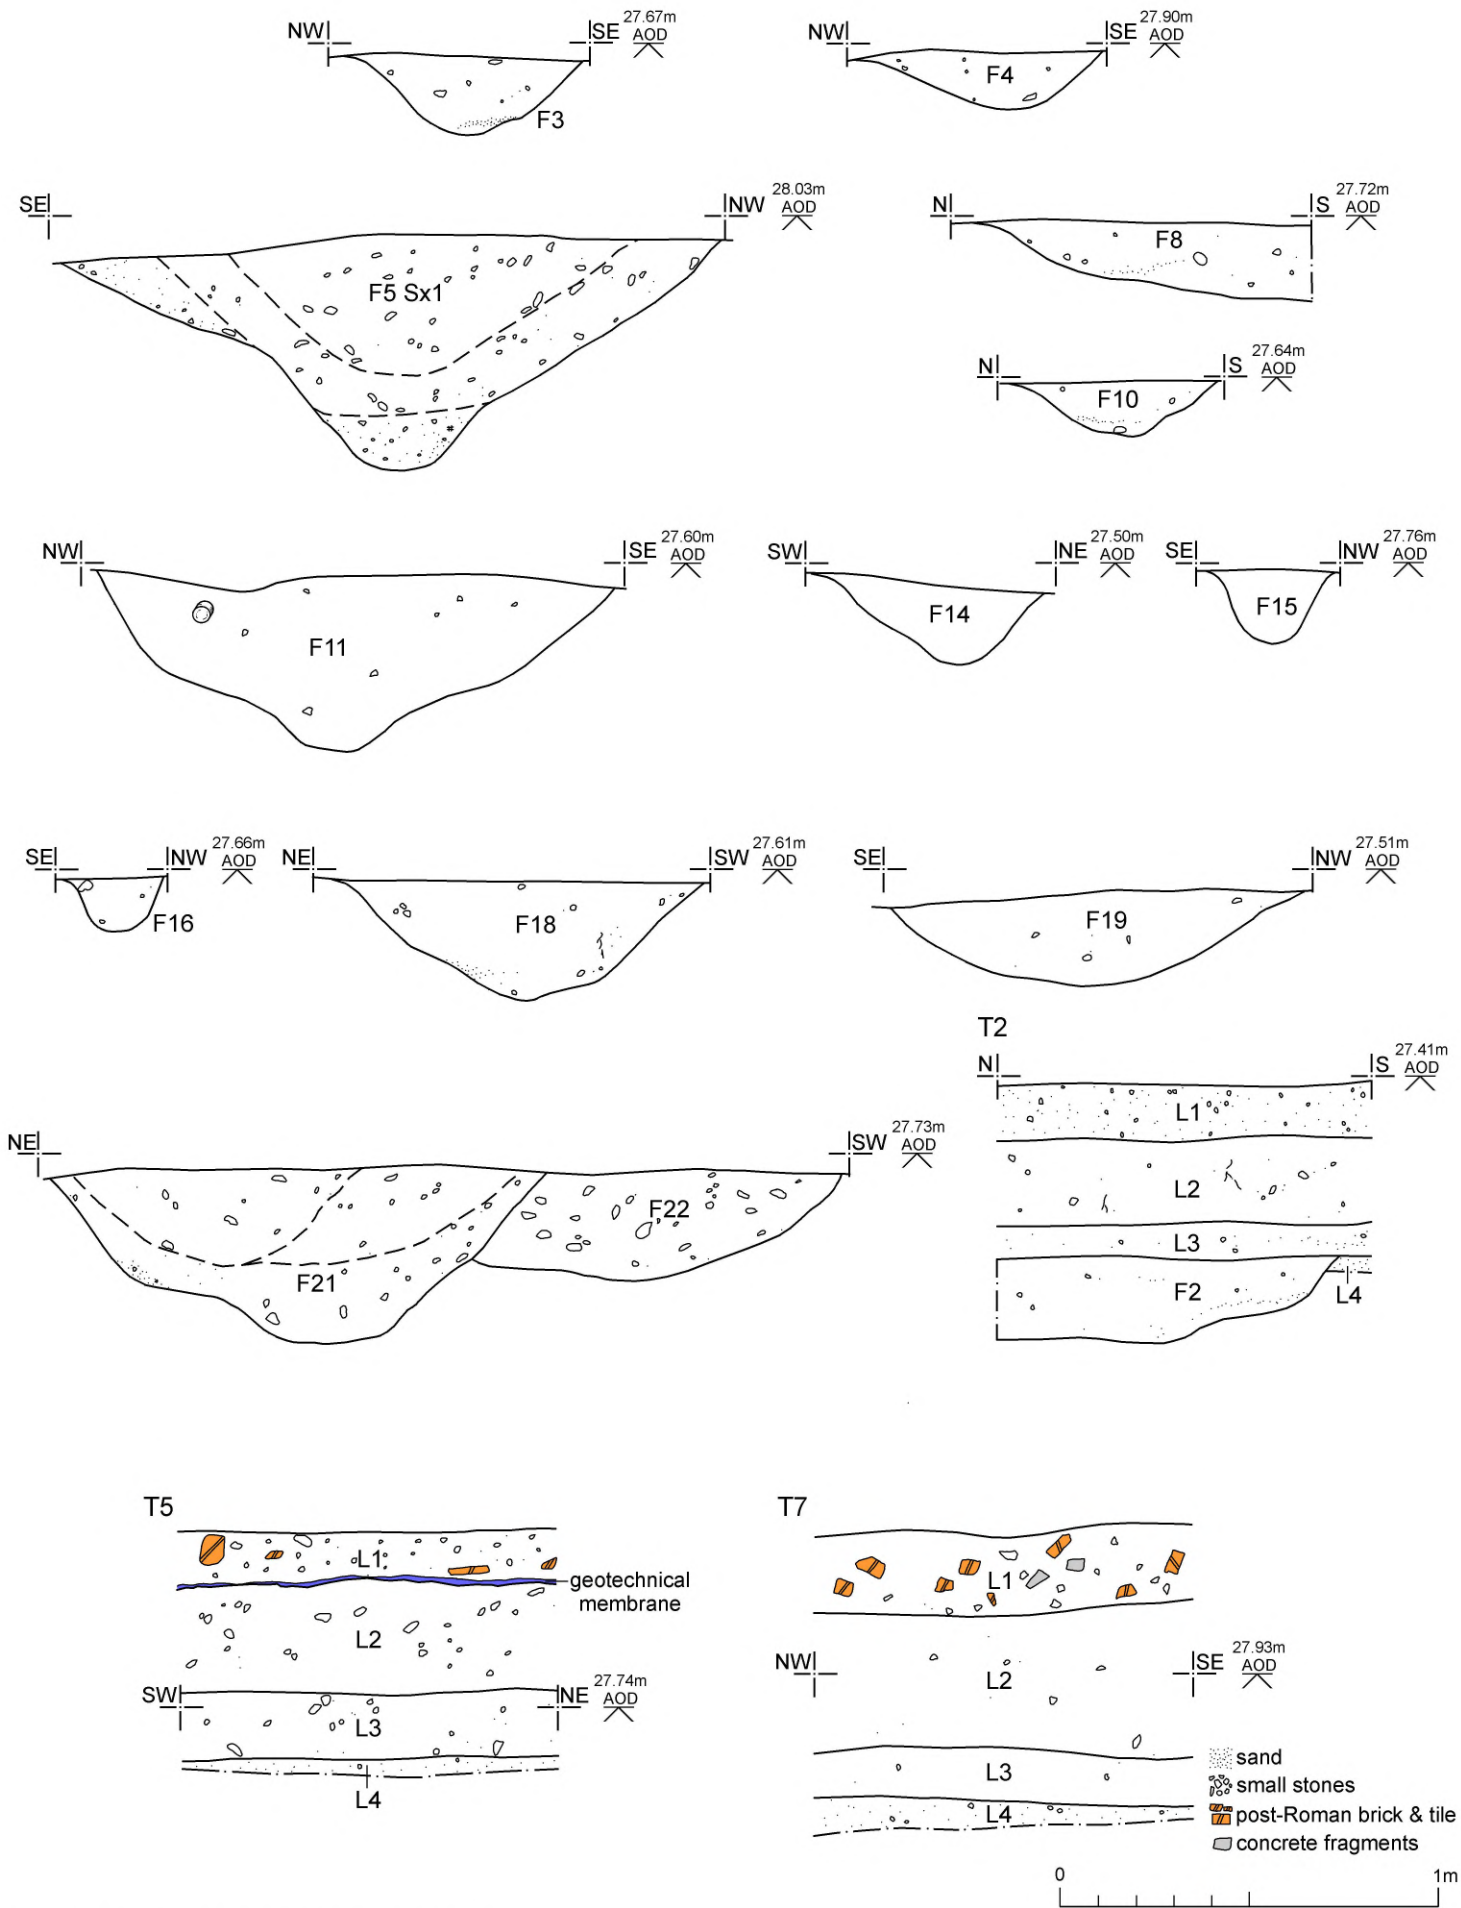 NW SE 27.67m AOD
F3
NW SE 27.90m AOD
F4
SE NW 28.03m AOD
F5 Sx1
N S 27.72m AOD
F8
N S 27.64m AOD
F10
NW SE 27.60m AOD
F11
SW NE 27.50m AOD
F14
SE NW 27.76m AOD
F15
SE NW 27.66m AOD
F16
NE SW 27.61m AOD
F18
SE NW 27.51m AOD
F19
T2
N S 27.41m AOD
L1
L2
L3
F2
L4
NE SW 27.73m AOD
F22
F21
T5
L1
geotechnical
membrane
L2
SW NE 27.74m AOD
L3
L4
T7
L1
NW SE 27.93m AOD
L2
L3
L4
sand
small stones
post-Roman brick & tile
concrete fragments
0 1m